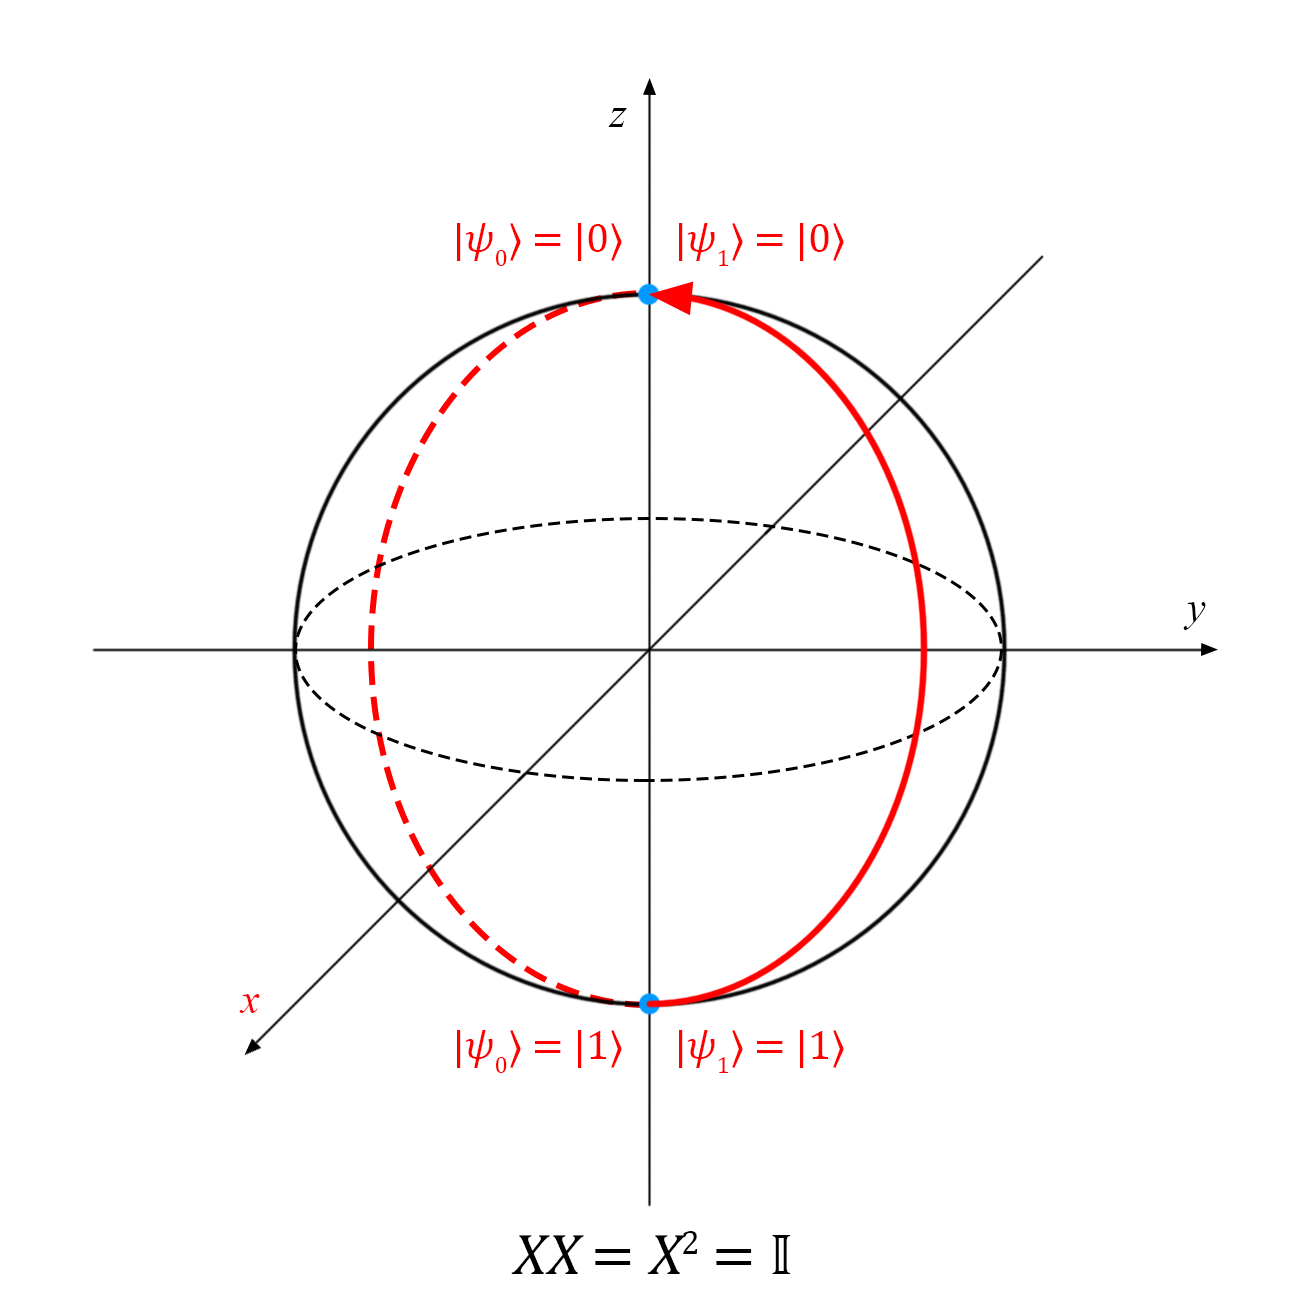 z
|ψ₀⟩ = |0⟩ |ψ₁⟩ = |0⟩
y
x
|ψ₀⟩ = |1⟩ |ψ₁⟩ = |1⟩
XX = X² = 𝕀